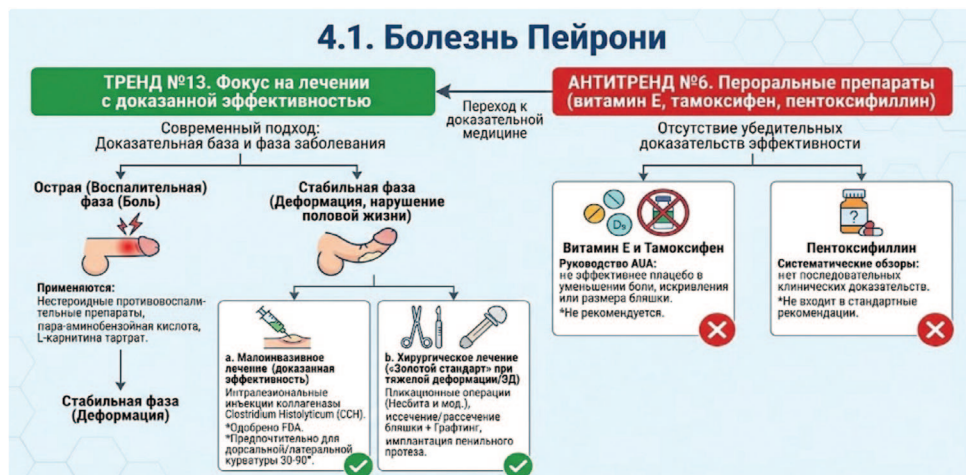 4.1. Болезнь Пейрони
ТРЕНД №13. Фокус на лечении
с доказанной эффективностью
Переход к
доказательной
медицине
АНТИТРЕНД №6. Пероральные препараты
(витамин Е, тамоксифен, пентоксифиллин)
Современный подход:
Доказательная база и фаза заболевания
Острая (Воспалительная)
фаза (Боль)
Применяются:
Нестероидные противовоспали-
тельные препараты,
пара-аминобензойная кислота,
L-карнитина тартрат.
Стабильная фаза
(Деформация)
Стабильная фаза
(Деформация, нарушение
половой жизни)
a. Малоинвазивное
лечение (доказанная
эффективность)
Интралезиональные
инъекции коллагеназы
Clostridium Histolyticum (CCH).
*Одобрено FDA.
*Предпочтительно для
дорсальной/латеральной
курватуры 30-90°.
b. Хирургическое лечение
(«Золотой стандарт» при
тяжелой деформации/ЭД)
Пликационные операции
(Несбита и мод.),
иссечение/рассечение
бляшки + Графтинг,
имплантация пенильного
протеза.
Отсутствие убедительных
доказательств эффективности
D₉
Витамин Е и Тамоксифен
Руководство AUA:
не эффективнее плацебо в
уменьшении боли, искривления
или размера бляшки.
*Не рекомендуется.
?
Пентоксифиллин
Систематические обзоры:
нет последовательных
клинических доказательств.
*Не входит в стандартные
рекомендации.